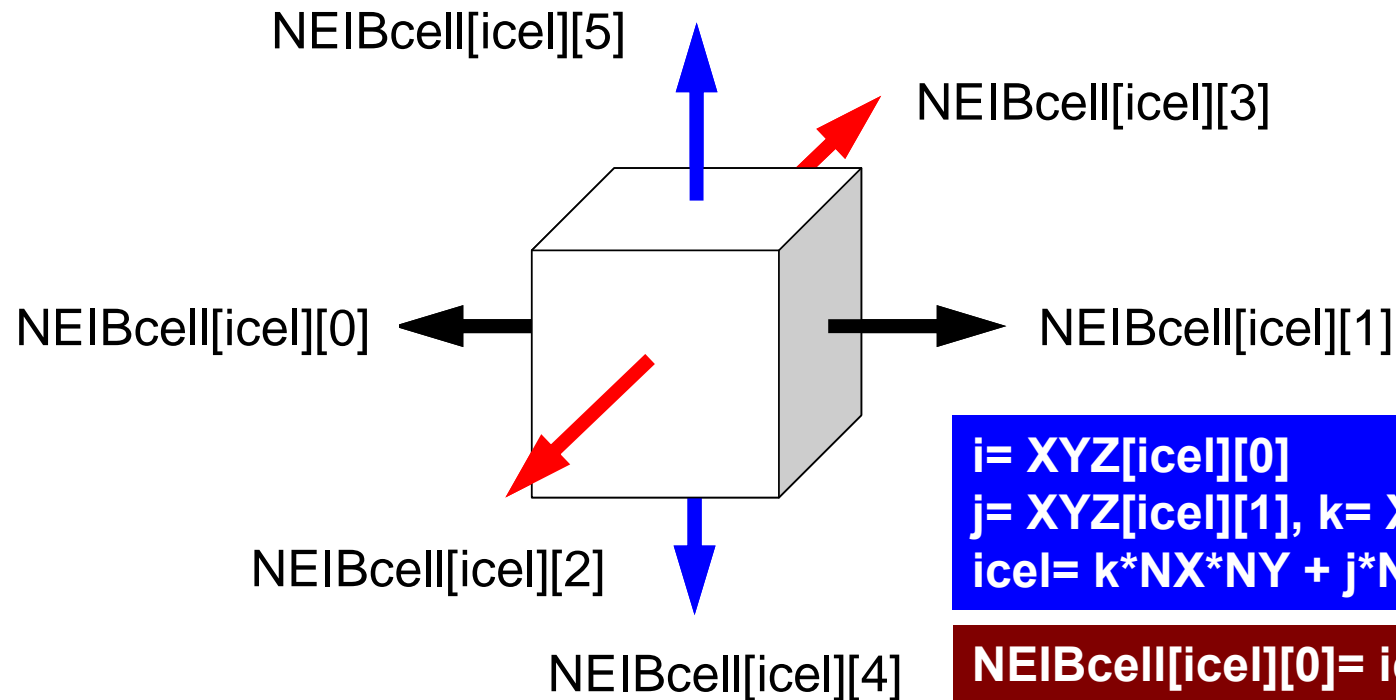 NEIBcell[icel][5]
NEIBcell[icel][3]
NEIBcell[icel][0]
NEIBcell[icel][1]
i= XYZ[icel][0]
j= XYZ[icel][1], k=
icel= k*NX*NY +
NEIBcell[icel][2]
NEIBcell[icel][4]
NEIBcell[icel][0]=